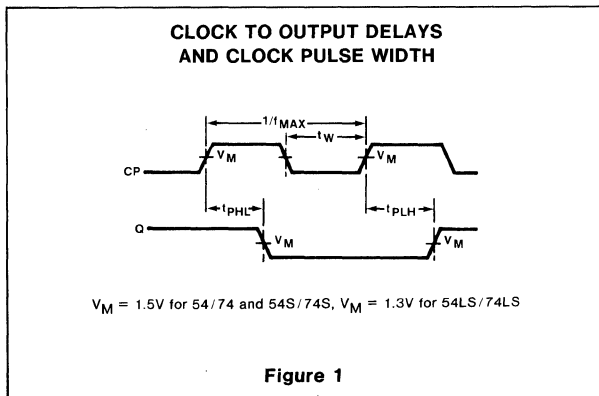 CLOCK TO OUTPUT DELAYS
AND CLOCK PULSE WIDTH
1/fMAX
tW
VM
VM
CP
tPHL
tPLH
Q
VM
VM
VM = 1.5V for 54/74 and 54S/74S, VM = 1.3V for 54LS/74LS
Figure 1